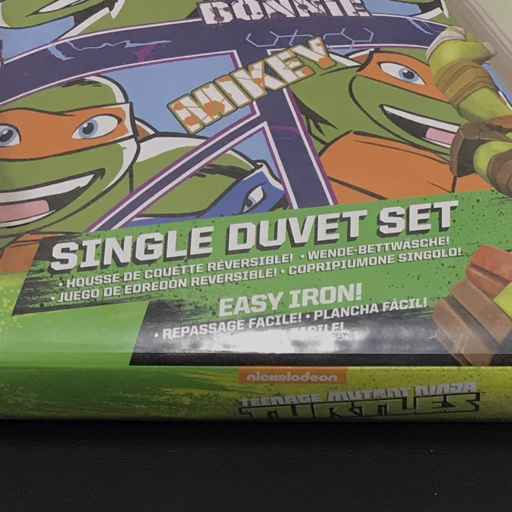 DONNIE
MIKEY
SINGLE DUVET SET
• HOUSSE DE COUETTE RÉVERSIBLE! • WENDE-BETTWÄSCHE!
• JUEGO DE EDREDÓN REVERSIBLE! • COPRIPIUMONE SINGOLO!
EASY IRON!
• REPASSAGE FACILE! • PLANCHA FÁCIL!
FACILE!
nickelodeon
TEENAGE MUTANT NINJA
TURTLES